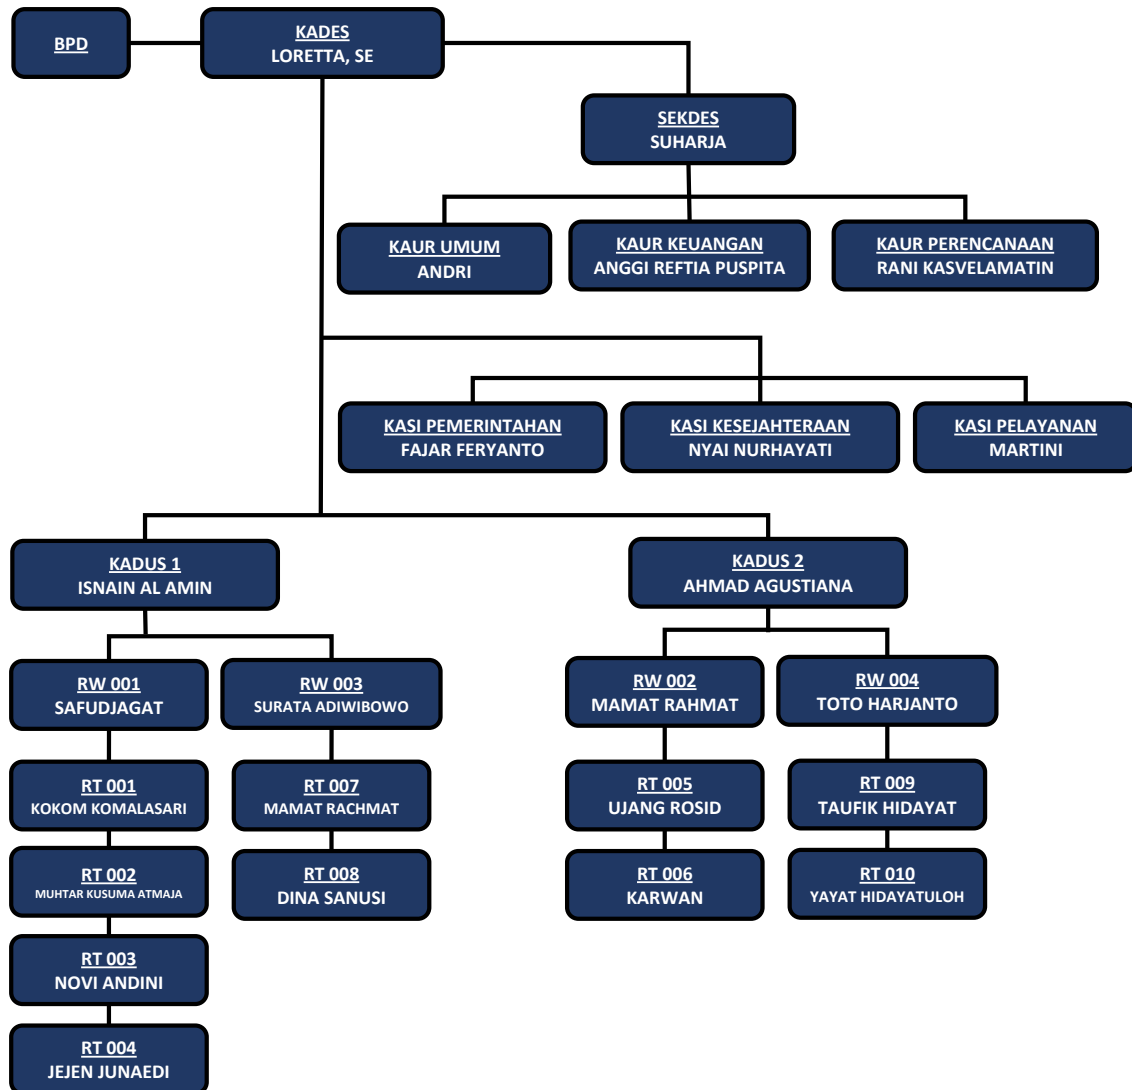 BPD
KADES
LORETTA, SE
SEKDES
SUHARJA
KAUR UMUM
ANDRI
KAUR KEUANGAN
ANGGI REFTIA PUSPITA
KAUR PERENCANAAN
RANI KASVELAMATIN
KASI PEMERINTAHAN
FAJAR FERYANTO
KASI KESEJAHTERAAN
NYAI NURHAYATI
KASI PELAYANAN
MARTINI
KADUS 1
ISNAIN AL AMIN
KADUS 2
AHMAD AGUSTIANA
RW 001
SAFUDJAGAT
RW 003
SURATA ADIWIBOWO
RW 002
MAMAT RAHMAT
RW 004
TOTO HARJANTO
RT 001
KOKOM KOMALASARI
RT 007
MAMAT RACHMAT
RT 005
UJANG ROSID
RT 009
TAUFIK HIDAYAT
RT 002
MUHTAR KUSUMA ATMAJA
RT 008
DINA SANUSI
RT 006
KARWAN
RT 010
YAYAT HIDAYATULOH
RT 003
NOVI ANDINI
RT 004
JEJEN JUNAEDI